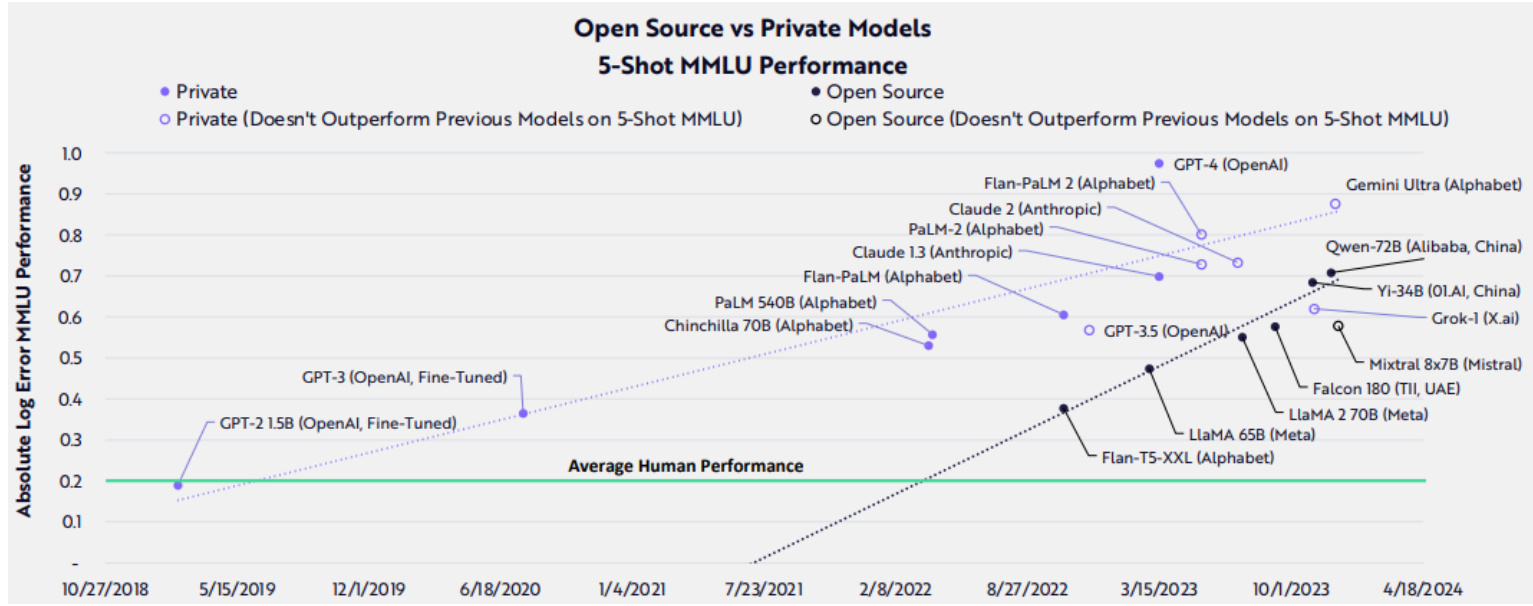 Open Source vs Private Models
5-Shot MMLU Performance
Private
Open Source
Private (Doesn't Outperform Previous Models on 5-Shot MMLU)
Open Source (Doesn't Outperform Previous Models on 5-Shot MMLU)
Absolute Log Error MMLU Performance
1.0
0.9
0.8
0.7
0.6
0.5
0.4
0.3
0.2
0.1
-
GPT-4 (OpenAI)
Flan-PaLM 2 (Alphabet)
Gemini Ultra (Alphabet)
Claude 2 (Anthropic)
PaLM-2 (Alphabet)
Claude 1.3 (Anthropic)
Qwen-72B (Alibaba, China)
Flan-PaLM (Alphabet)
Yi-34B (01.AI, China)
PaLM 540B (Alphabet)
Grok-1 (X.ai)
Chinchilla 70B (Alphabet)
GPT-3.5 (OpenAI)
Mixtral 8x7B (Mistral)
GPT-3 (OpenAI, Fine-Tuned)
Falcon 180 (TII, UAE)
LlaMA 2 70B (Meta)
GPT-2 1.5B (OpenAI, Fine-Tuned)
LlaMA 65B (Meta)
Flan-T5-XXL (Alphabet)
Average Human Performance
10/27/2018
5/15/2019
12/1/2019
6/18/2020
1/4/2021
7/23/2021
2/8/2022
8/27/2022
3/15/2023
10/1/2023
4/18/2024